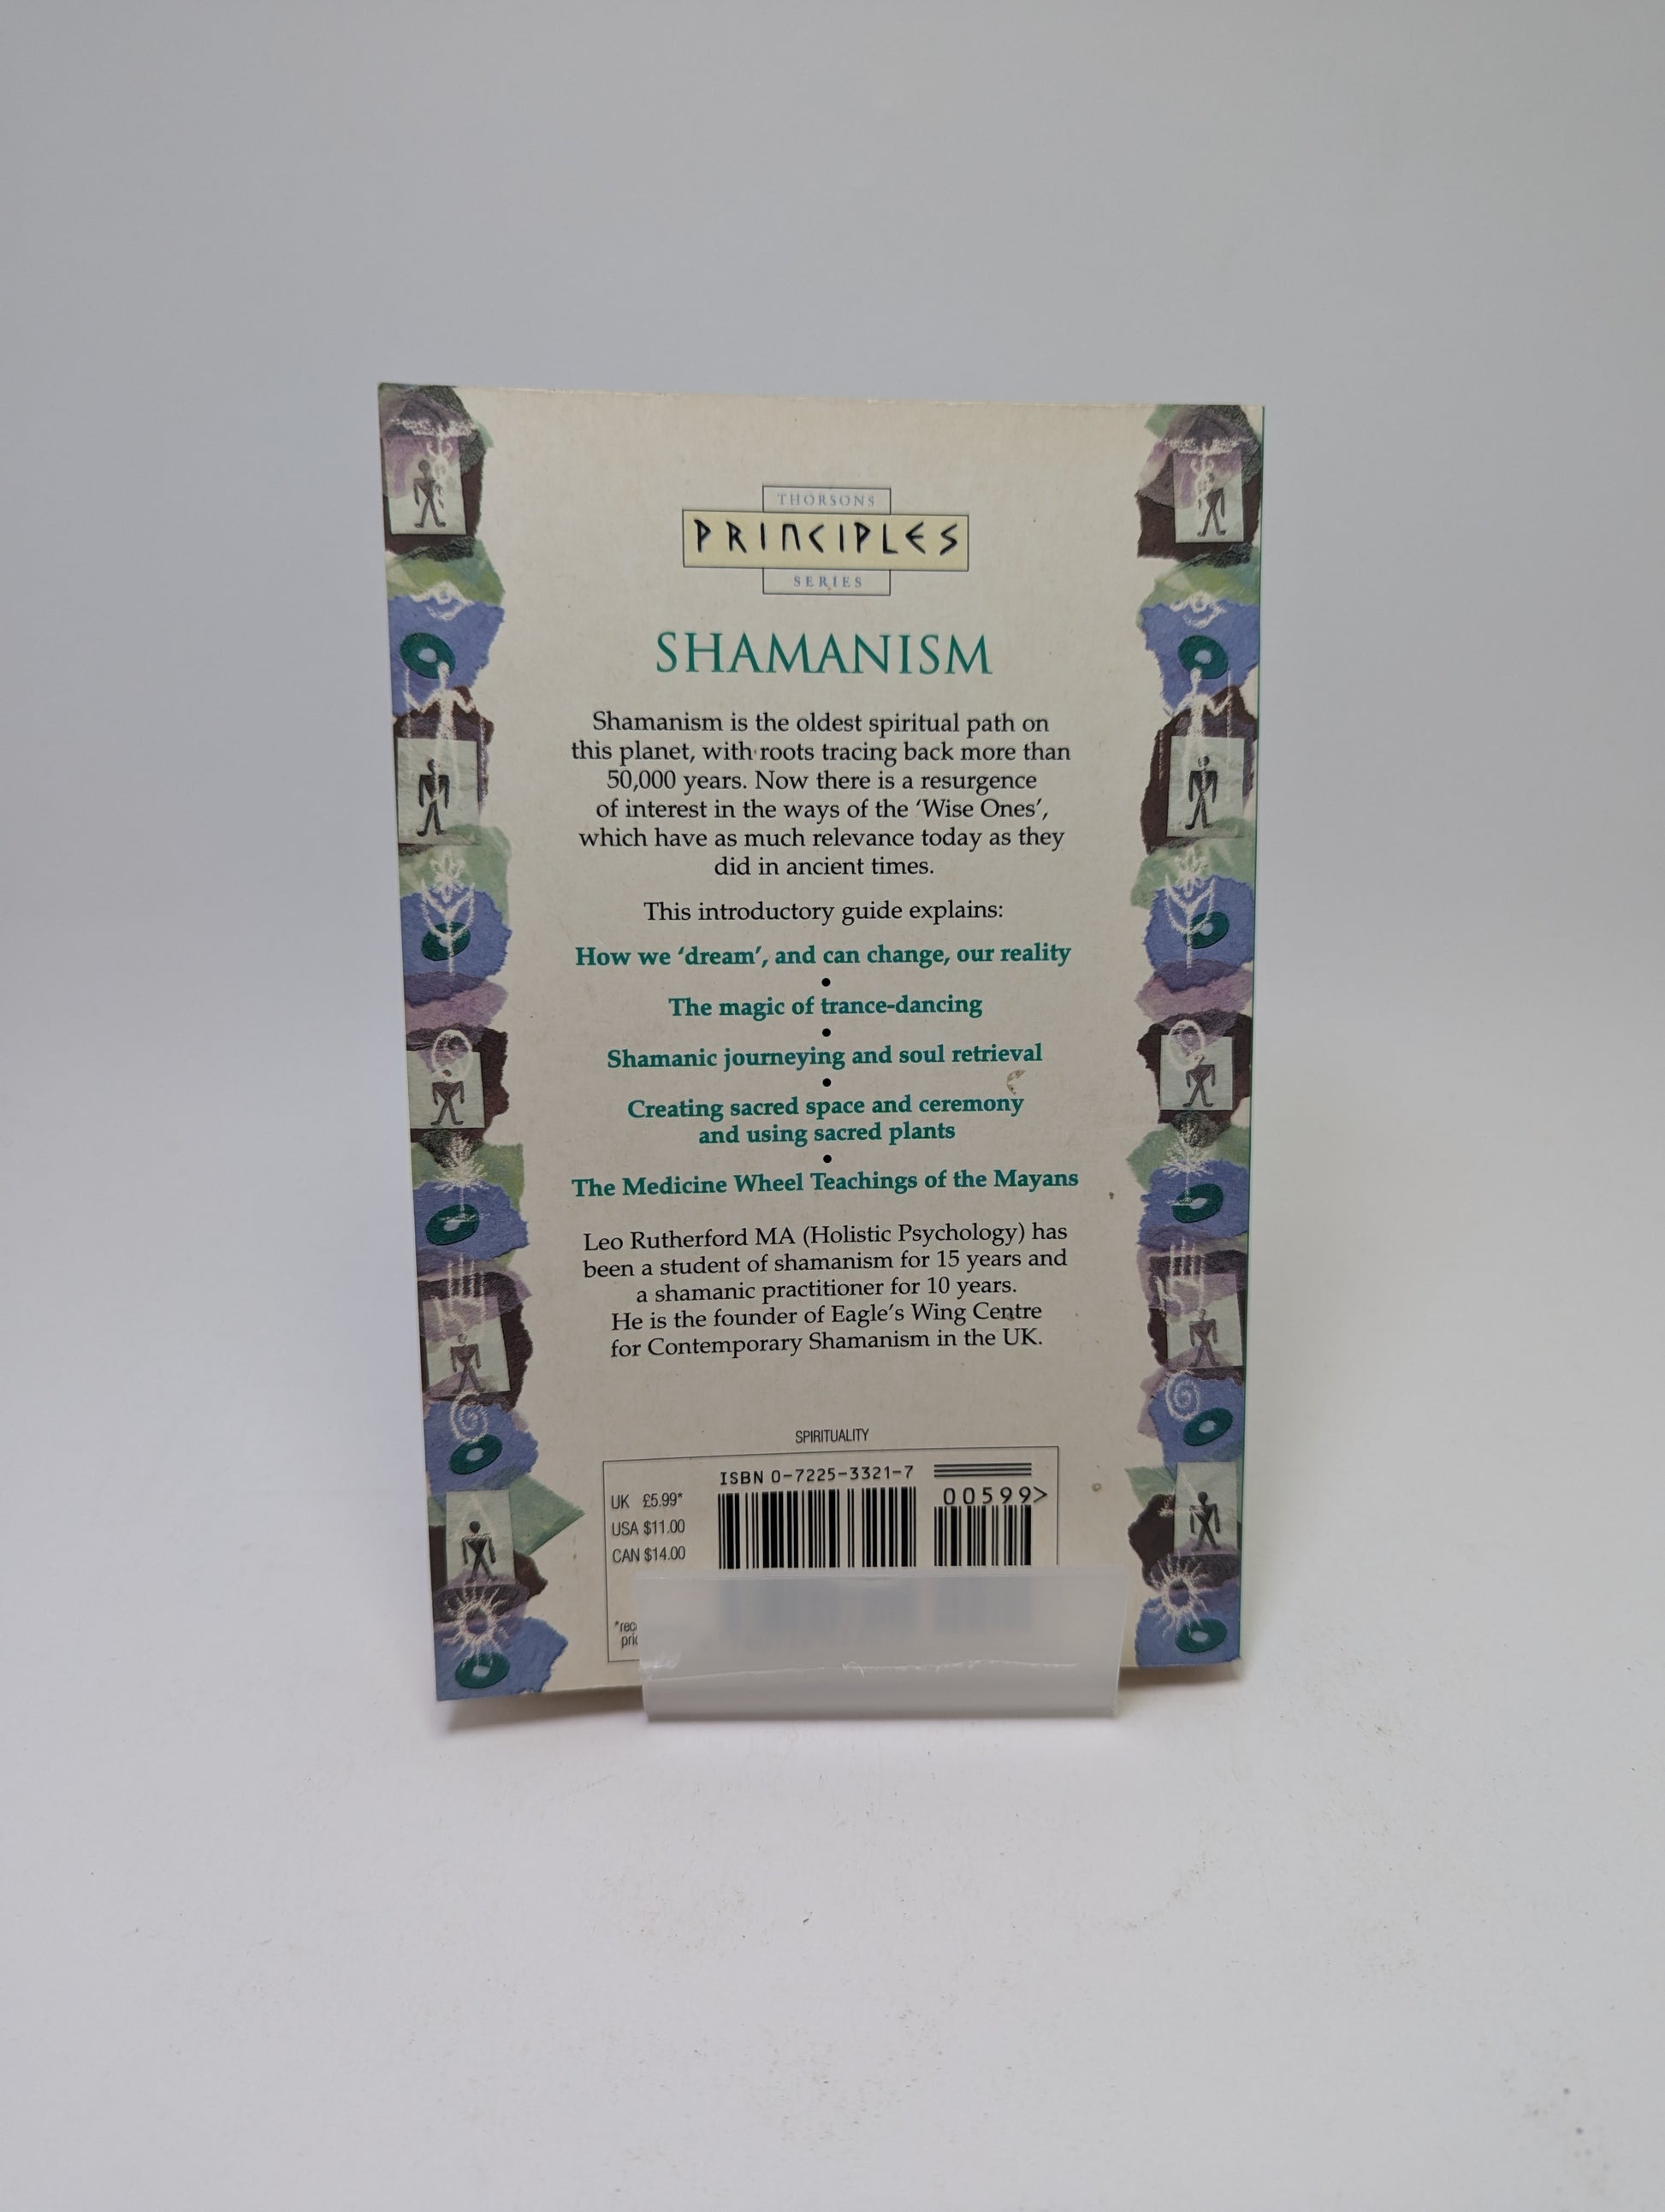 THORSONS
PRINCIPLES
SERIES
SHAMANISM
Shamanism is the oldest spiritual path on
this planet, with roots tracing back more than
50,000 years. Now there is a resurgence
of interest in the ways of the ‘Wise Ones’,
which have as much relevance today as they
did in ancient times.
This introductory guide explains:
How we ‘dream’, and can change, our reality
•
The magic of trance-dancing
•
Shamanic journeying and soul retrieval
•
Creating sacred space and ceremony
and using sacred plants
•
The Medicine Wheel Teachings of the Mayans
Leo Rutherford MA (Holistic Psychology) has
been a student of shamanism for 15 years and
a shamanic practitioner for 10 years.
He is the founder of Eagle’s Wing Centre
for Contemporary Shamanism in the UK.
SPIRITUALITY
ISBN 0-7225-3321-7
00599>
UK £5.99*
USA $11.00
CAN $14.00